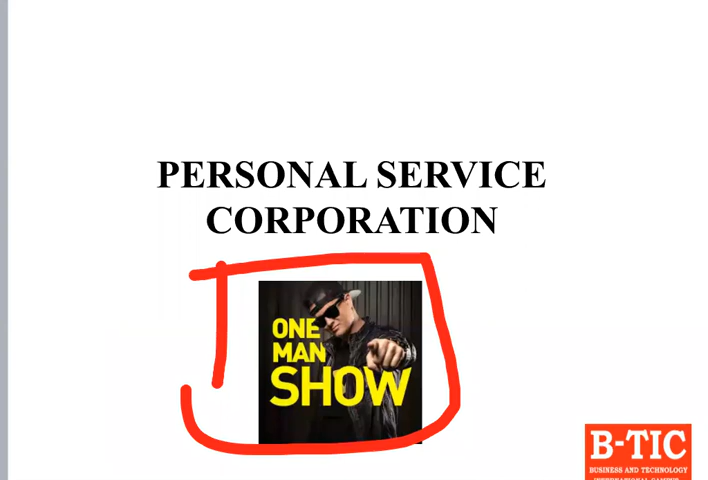 PERSONAL SERVICE
CORPORATION
ONE
MAN
SHOW
B-TIC
BUSINESS AND TECHNOLOGY